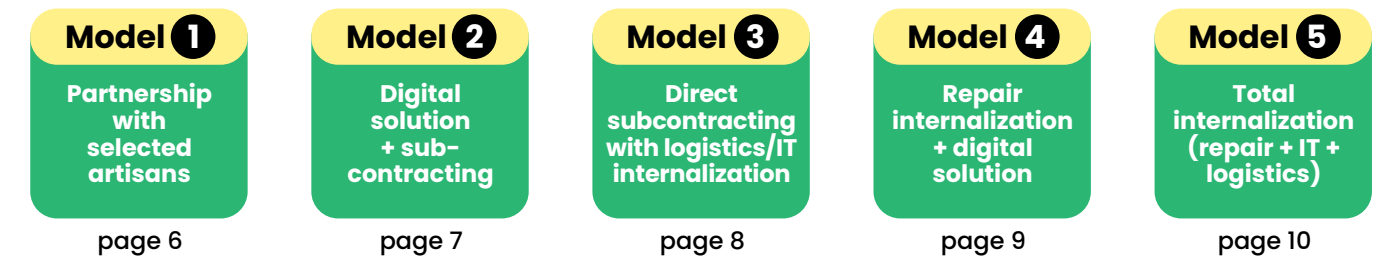 Model 1
Partnership
with
selected
artisans
page 6
Model 2
Digital
solution
+ sub-
contracting
page 7
Model 3
Direct
subcontracting
with logistics/IT
internalization
page 8
Model 4
Repair
internalization
+ digital
solution
page 9
Model 5
Total
internalization
(repair + IT +
logistics)
page 10